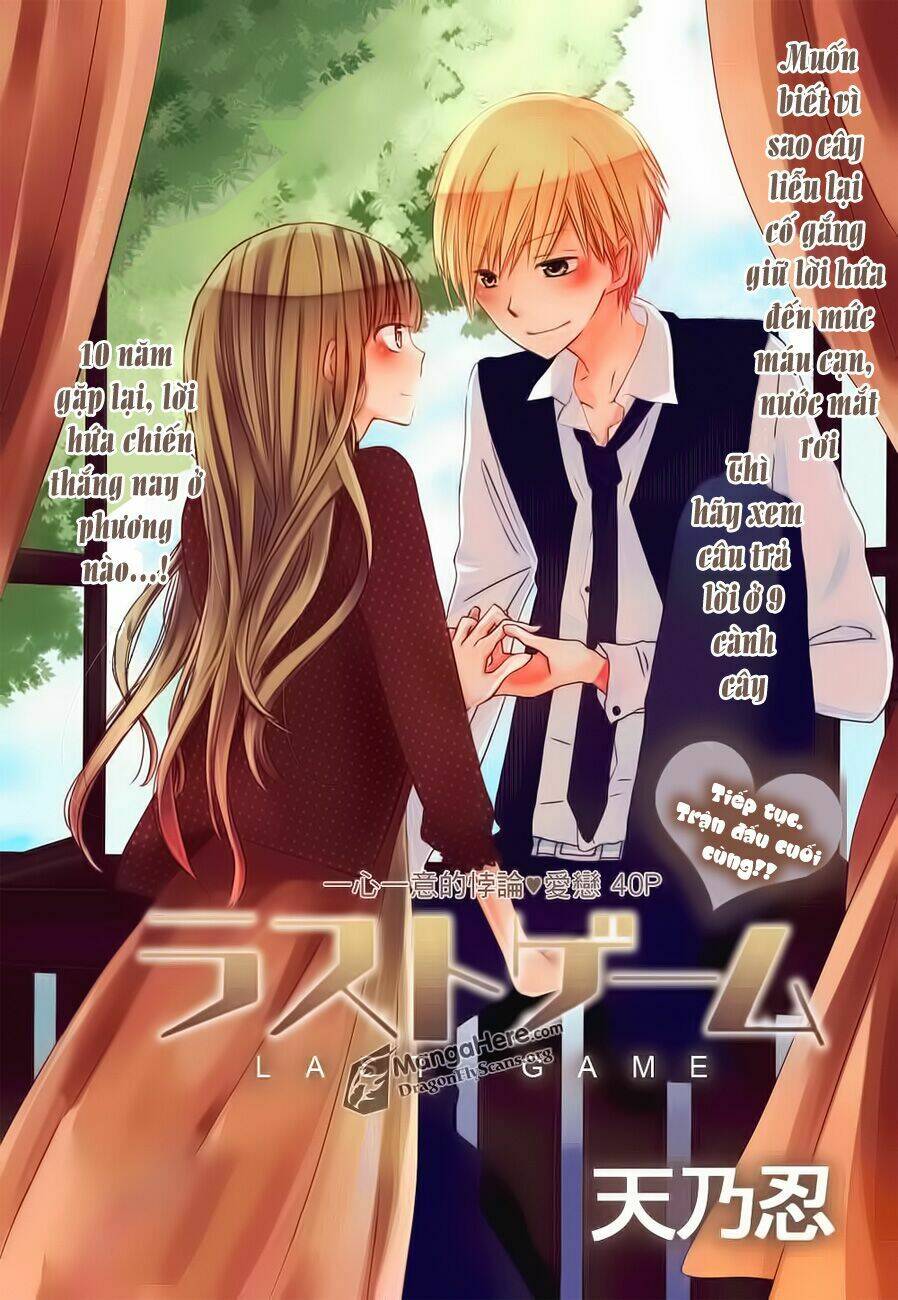 Muốn
biết vì
sao cây
liễu lại
cố gắng
giữ lời hứa
đến mức
máu cạn,
nước mắt
rơi
Thì
hãy xem
câu trả
lời ở 9
cành
cây
10 năm
gặp lại, lời
hứa chiến
thắng nay ở
phương
nào...!
Tiếp tục.
Trận đấu cuối
cùng!!
一心一意的悖論♥愛戀 40P
ラストゲーム
LA GAME
MangaHere.com
DragonFlyScans.org
天乃忍